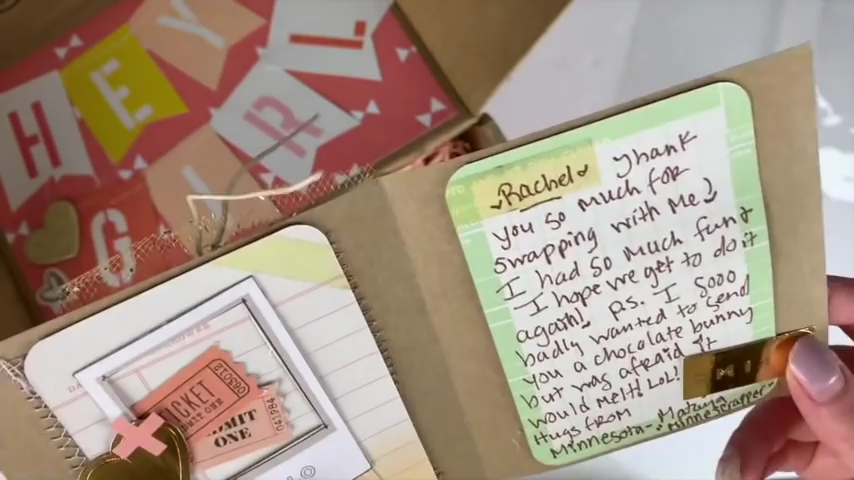 HEY
GIRL
Rachel Thank
you so much for
swapping with me :)
I had so much fun &
I hope we get to do it
again! p.s. I sooo
badly wanted to send
you a chocolate bunny
but was afraid it
would melt! LOL!
Hugs from
Minnesota-
Minnescrapper
TICKET
ADMIT
ONE